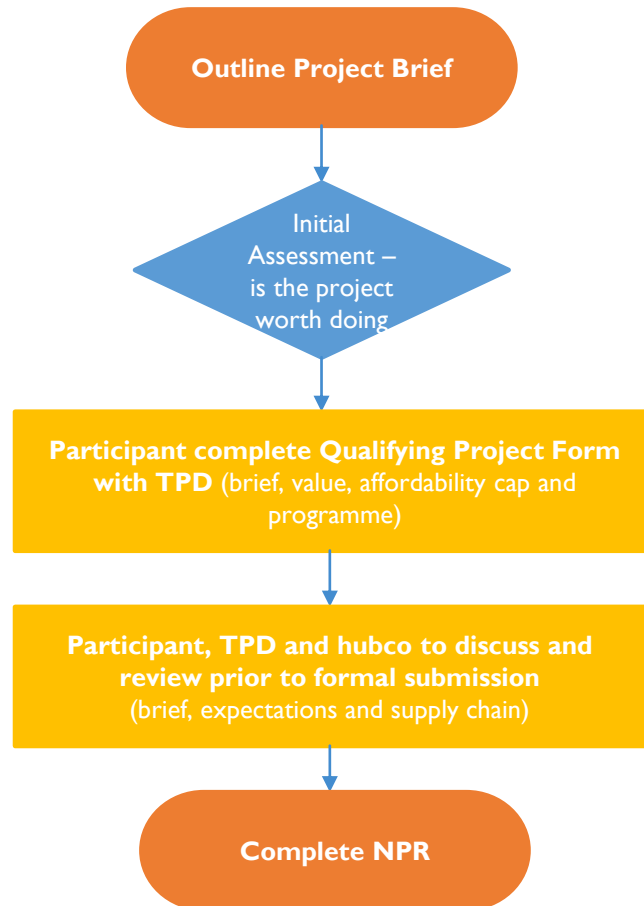 Outline Project Brief
Initial
Assessment –
is the project
worth doing
Participant complete Qualifying Project Form
with TPD (brief, value, affordability cap and
programme)
Participant, TPD and hubco to discuss and
review prior to formal submission
(brief, expectations and supply chain)
Complete NPR